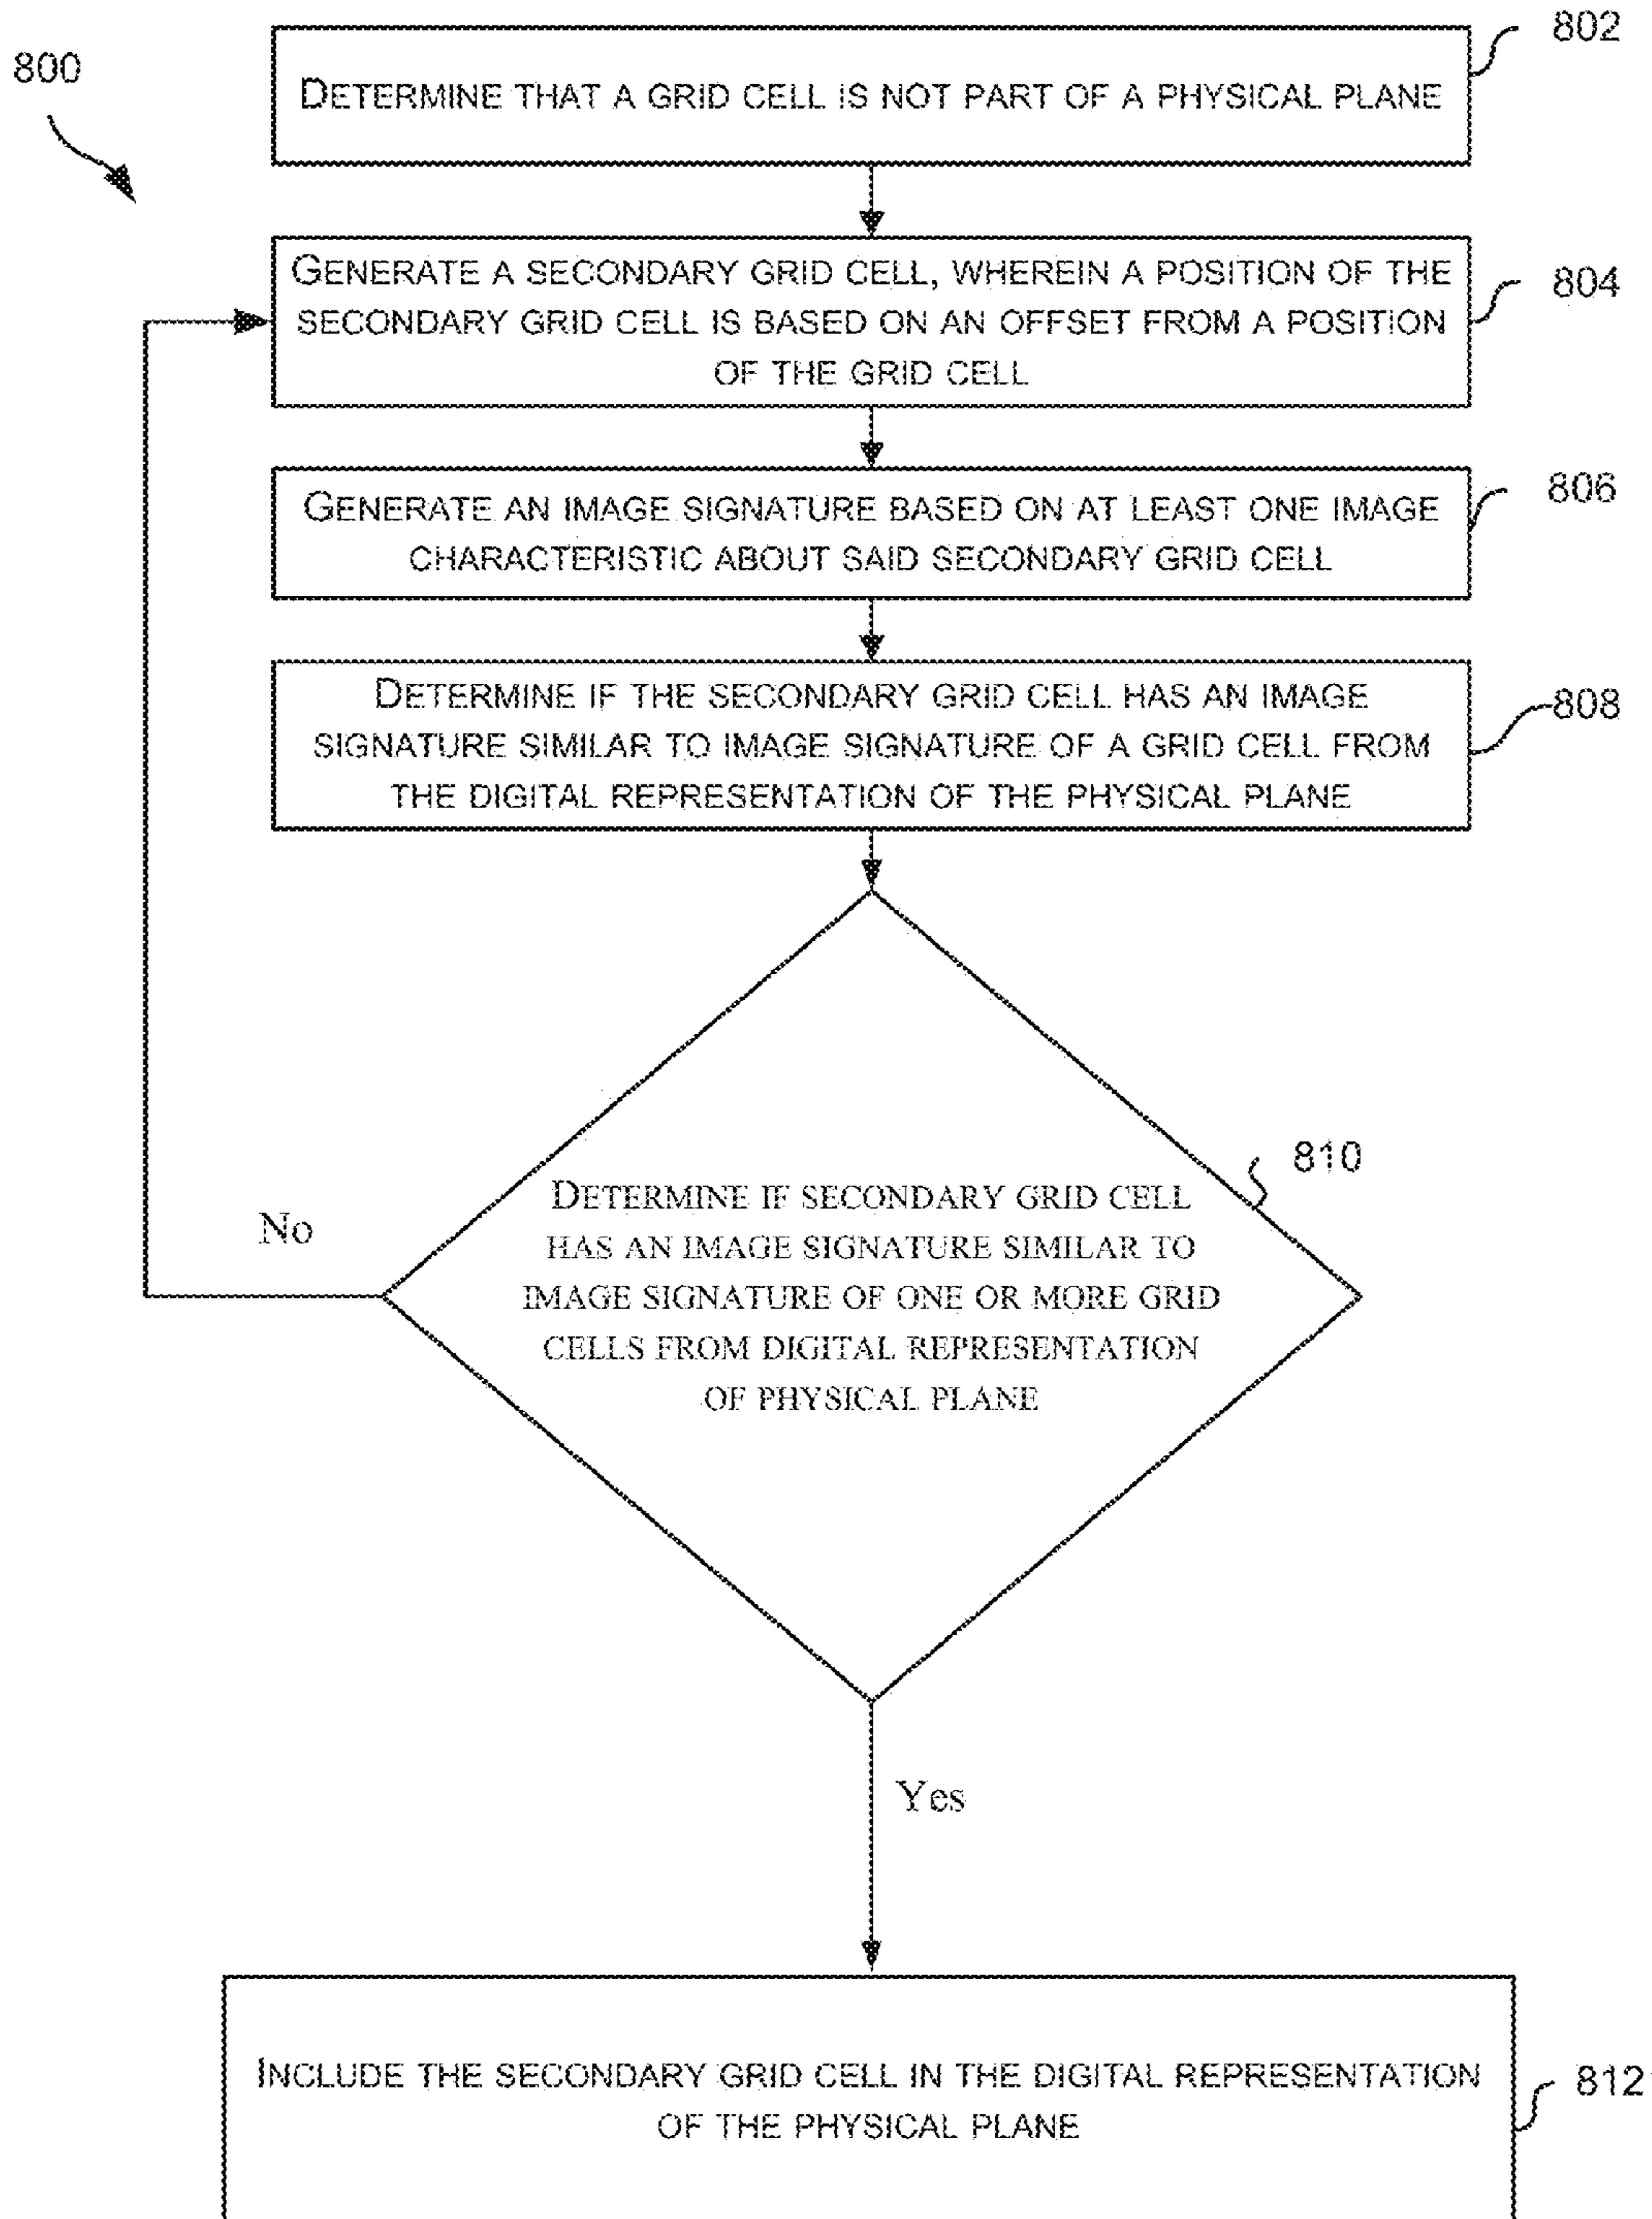 800
802
DETERMINE THAT A GRID CELL IS NOT PART OF A PHYSICAL PLANE
804
GENERATE A SECONDARY GRID CELL, WHEREIN A POSITION OF THE
SECONDARY GRID CELL IS BASED ON AN OFFSET FROM A POSITION
OF THE GRID CELL
806
GENERATE AN IMAGE SIGNATURE BASED ON AT LEAST ONE IMAGE
CHARACTERISTIC ABOUT SAID SECONDARY GRID CELL
808
DETERMINE IF THE SECONDARY GRID CELL HAS AN IMAGE
SIGNATURE SIMILAR TO IMAGE SIGNATURE OF A GRID CELL FROM
THE DIGITAL REPRESENTATION OF THE PHYSICAL PLANE
810
DETERMINE IF SECONDARY GRID CELL
HAS AN IMAGE SIGNATURE SIMILAR TO
IMAGE SIGNATURE OF ONE OR MORE GRID
CELLS FROM DIGITAL REPRESENTATION
OF PHYSICAL PLANE
No
Yes
INCLUDE THE SECONDARY GRID CELL IN THE DIGITAL REPRESENTATION
OF THE PHYSICAL PLANE
812